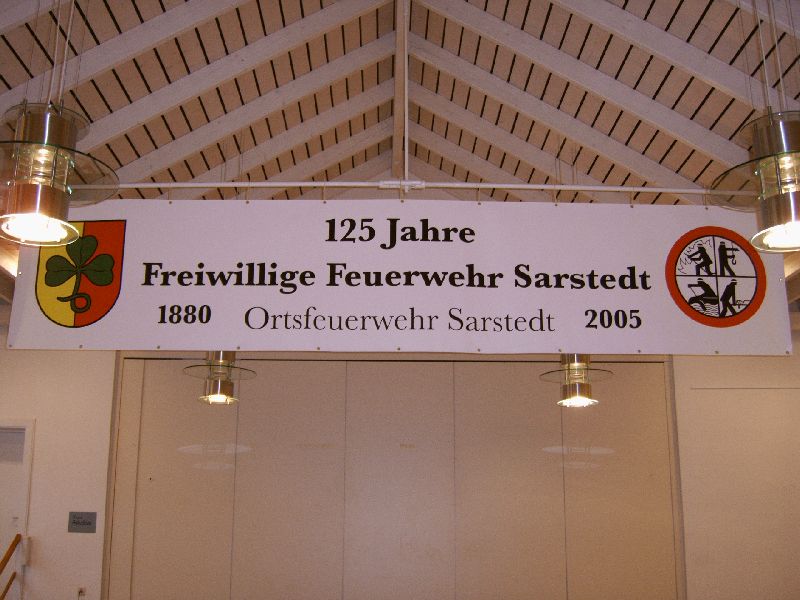 125 Jahre
Freiwillige Feuerwehr Sarstedt
1880 Ortsfeuerwehr Sarstedt 2005